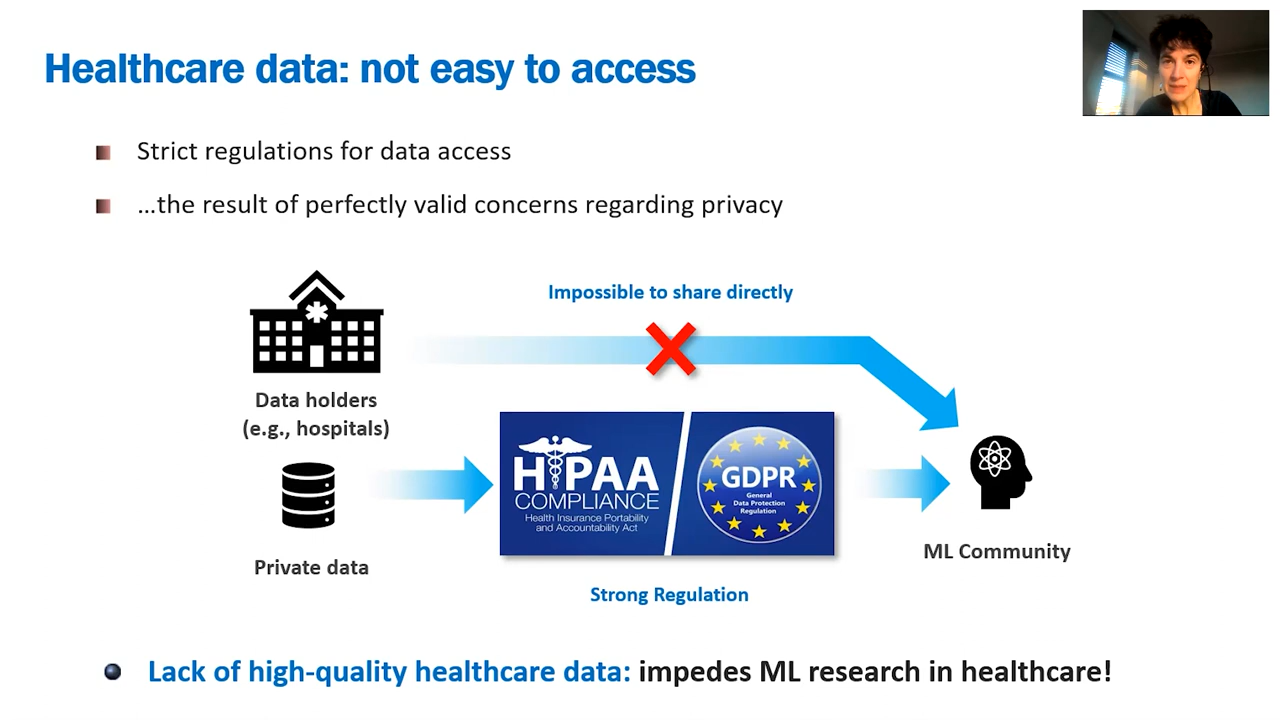 Healthcare data: not easy to access
Strict regulations for data access
...the result of perfectly valid concerns regarding privacy
Impossible to share directly
Data holders
(e.g., hospitals)
HIPAA
COMPLIANCE
Health Insurance Portability
and Accountability Act
GDPR
General
Data Protection
Regulation
ML Community
Private data
Strong Regulation
Lack of high-quality healthcare data: impedes ML research in healthcare!